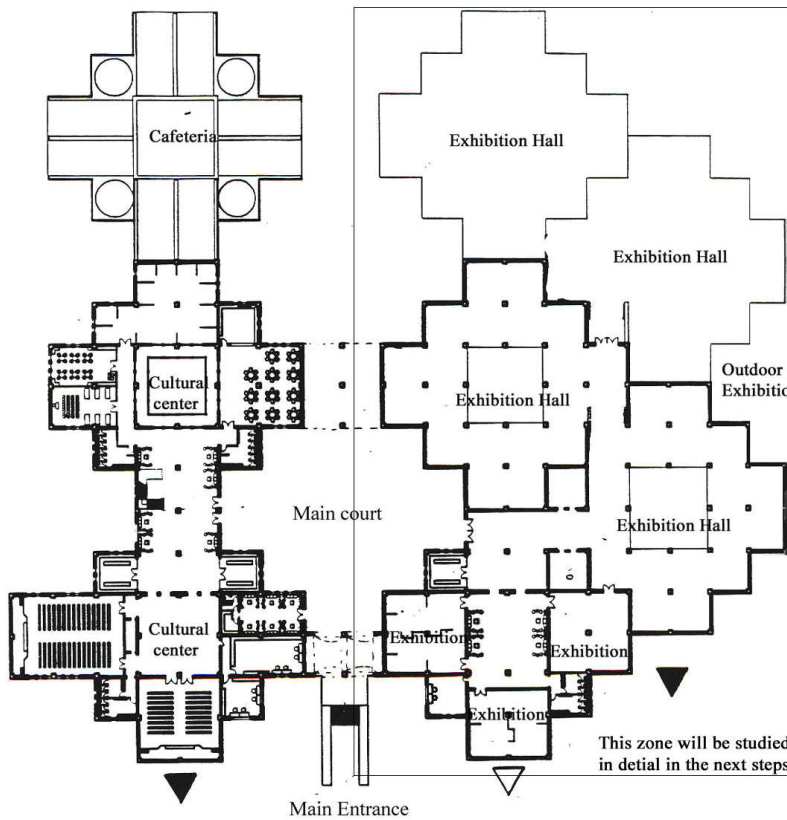 Cafeteria
Exhibition Hall
Exhibition Hall
Outdoor
Exhibitio
Cultural
center
Exhibition Hall
Main court
Exhibition Hall
Cultural
center
Exhibition
Exhibition
Exhibition
This zone will be studied
in detial in the next steps
Main Entrance